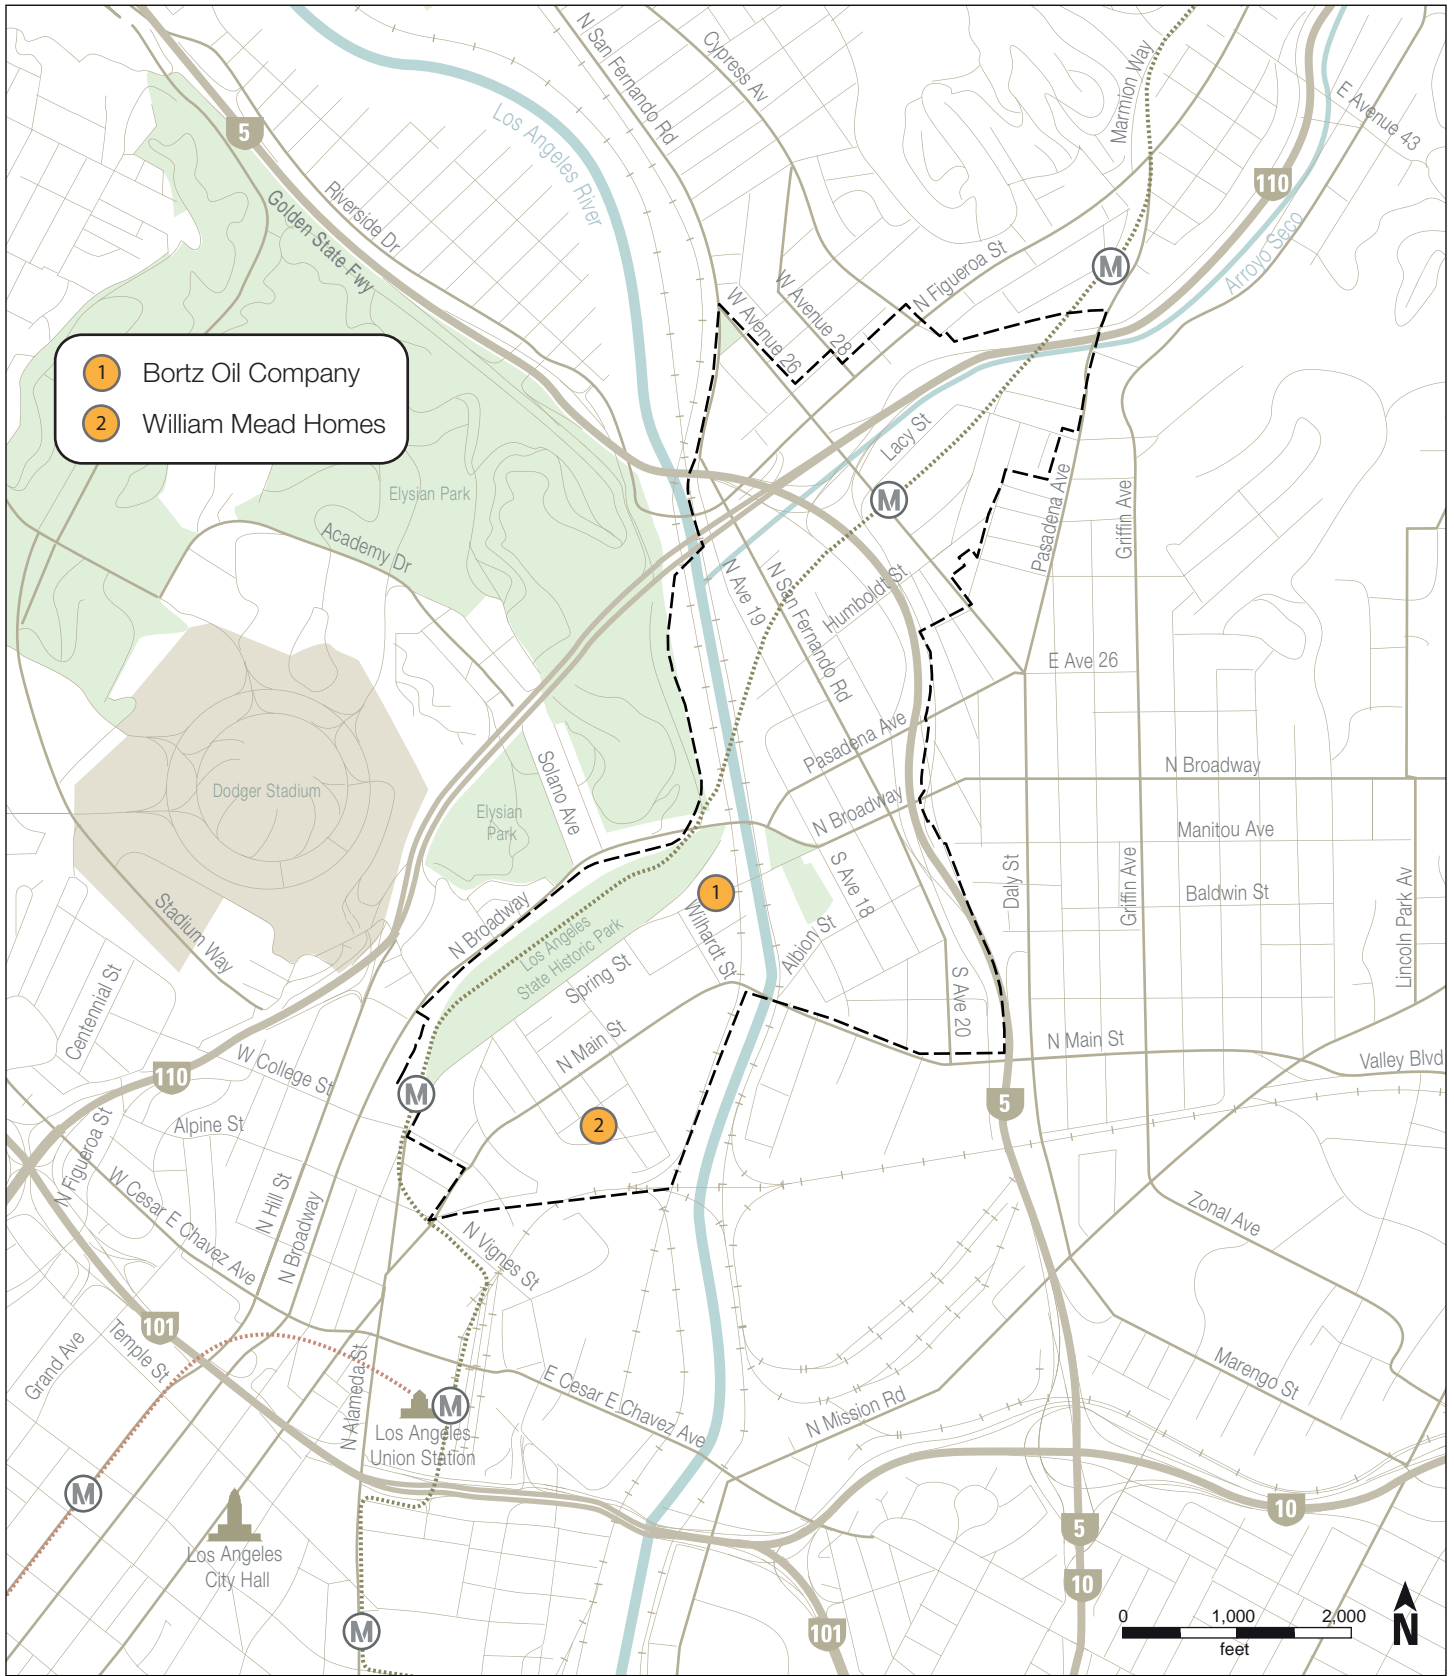 N San Fernando Rd
Cypress Av
Marmion Way
E Avenue 43
5
110
Los Angeles River
Riverside Dr
Golden State Fwy
Arroyo Seco
M
N Figueroa St
W Avenue 28
W Avenue 26
1 Bortz Oil Company
2 William Mead Homes
Lacy St
Elysian Park
M
Academy Dr
Pasadena Ave
Griffin Ave
N Ave 19
N San Fernando Rd
Humboldt St
E Ave 26
Pasadena Ave
Solano Ave
N Broadway
Dodger Stadium
Elysian
Park
N Broadway
Manitou Ave
Daly St
Griffin Ave
S Ave 18
Baldwin St
Lincoln Park Av
1
Stadium Way
N Broadway
Los Angeles
State Historic Park
Wilhardt St
Albion St
Spring St
S Ave 20
Centennial St
N Main St
N Main St
Valley Blvd
W College St
110
M
5
Alpine St
2
N Figueroa St
W Cesar E Chavez Ave
N Hill St
N Broadway
N Vignes St
Zonal Ave
101
Temple St
Grand Ave
N Alameda St
E Cesar E Chavez Ave
Marengo St
N Mission Rd
M
Los Angeles
Union Station
M
10
5
Los Angeles
City Hall
10
M
101
0 1,000 2,000
feet
N